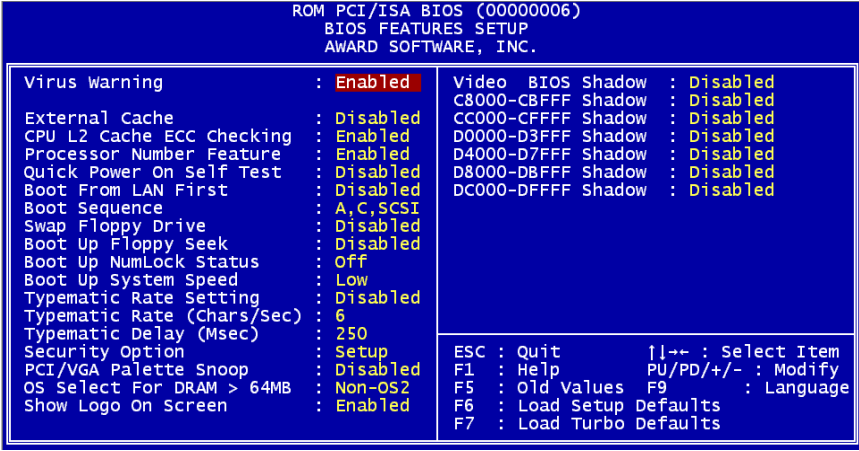 ROM PCI/ISA BIOS (00000006)
BIOS FEATURES SETUP
AWARD SOFTWARE, INC.
Virus Warning : Enabled
External Cache : Disabled
CPU L2 Cache ECC Checking : Enabled
Processor Number Feature : Enabled
Quick Power On Self Test : Disabled
Boot From LAN First : Disabled
Boot Sequence : A,C,SCSI
Swap Floppy Drive : Disabled
Boot Up Floppy Seek : Disabled
Boot Up NumLock Status : Off
Boot Up System Speed : Low
Typematic Rate Setting : Disabled
Typematic Rate (Chars/Sec) : 6
Typematic Delay (Msec) : 250
Security Option : Setup
PCI/VGA Palette Snoop : Disabled
OS Select For DRAM > 64MB : Non-OS2
Show Logo On Screen : Enabled
Video BIOS Shadow : Disabled
C8000-CBFFF Shadow : Disabled
CC000-CFFFF Shadow : Disabled
D0000-D3FFF Shadow : Disabled
D4000-D7FFF Shadow : Disabled
D8000-DBFFF Shadow : Disabled
DC000-DFFFF Shadow : Disabled
ESC : Quit ↑↓→← : Select Item
F1 : Help PU/PD/+/- : Modify
F5 : Old Values F9 : Language
F6 : Load Setup Defaults
F7 : Load Turbo Defaults